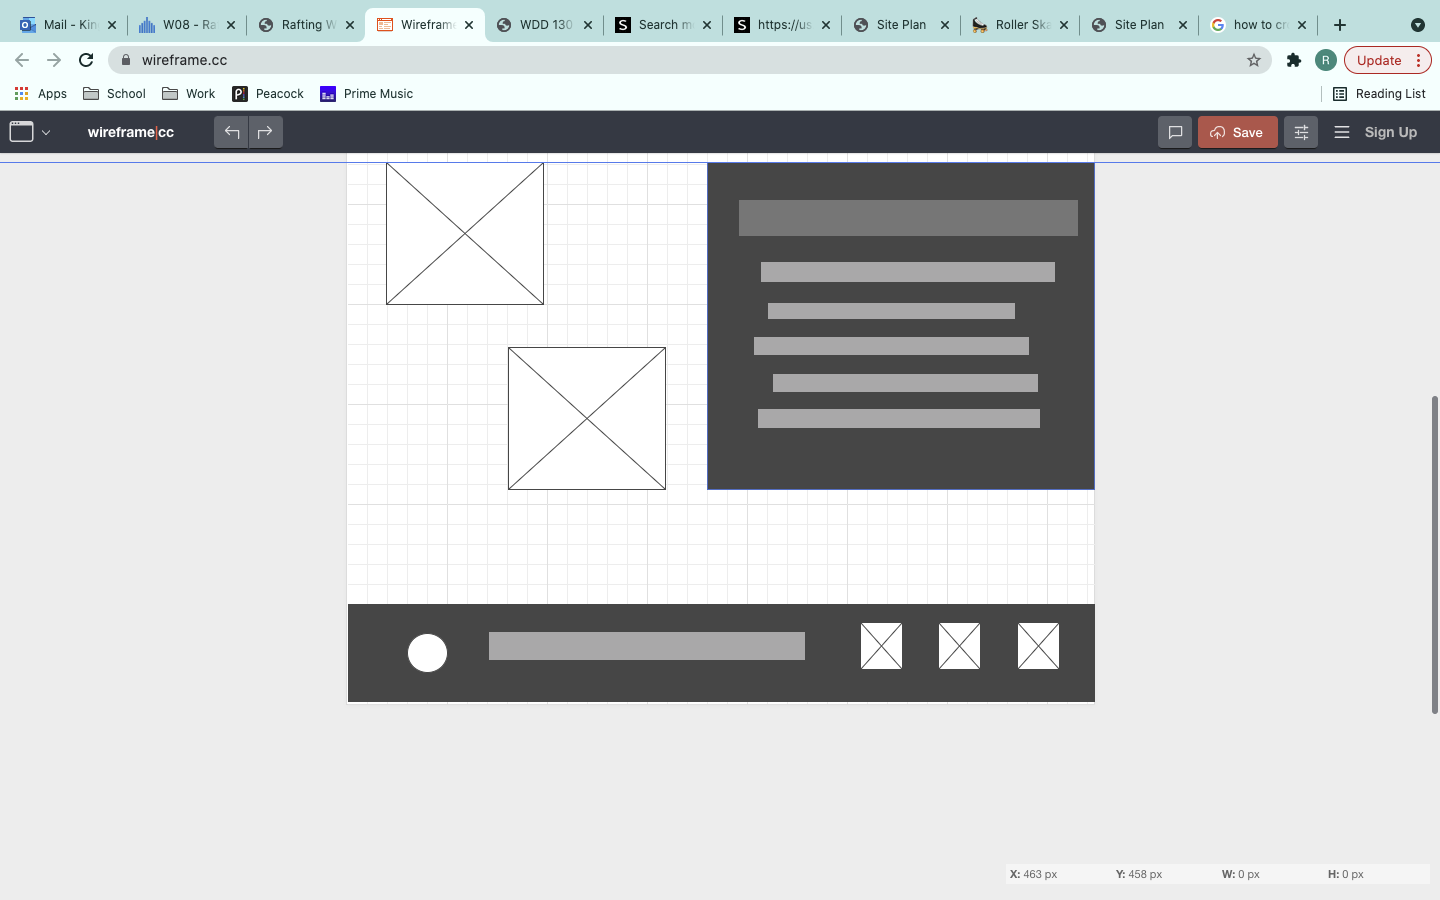 Mail - Kin
W08 - Ra
Rafting W
Wireframe
WDD 130
Search m
https://us
Site Plan
Roller Ska
Site Plan
how to cr
wireframe.cc
R
Update
Apps
School
Work
Peacock
Prime Music
Reading List
wireframe|cc
Save
Sign Up
X: 463 px
Y: 458 px
W: 0 px
H: 0 px